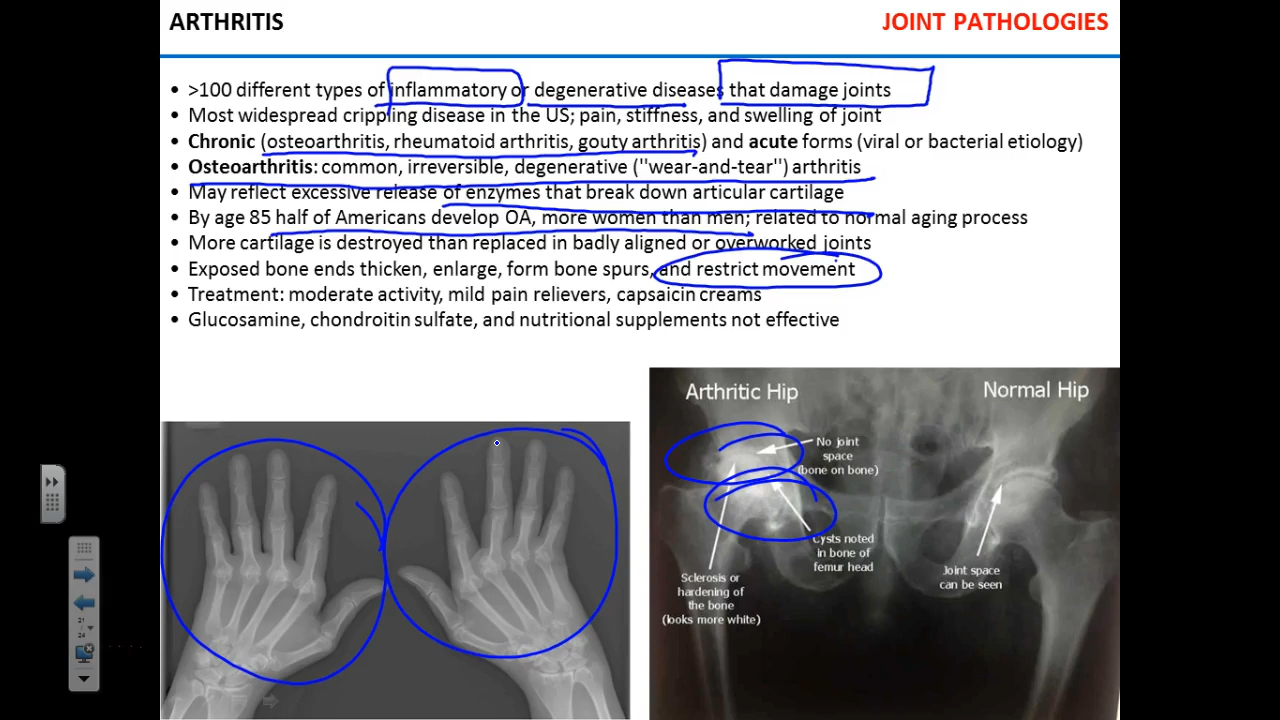 ARTHRITIS
JOINT PATHOLOGIES
• >100 different types of inflammatory or degenerative diseases that damage joints
• Most widespread crippling disease in the US; pain, stiffness, and swelling of joint
• Chronic (osteoarthritis, rheumatoid arthritis, gouty arthritis) and acute forms (viral or bacterial etiology)
• Osteoarthritis: common, irreversible, degenerative ("wear-and-tear") arthritis
• May reflect excessive release of enzymes that break down articular cartilage
• By age 85 half of Americans develop OA, more women than men; related to normal aging process
• More cartilage is destroyed than replaced in badly aligned or overworked joints
• Exposed bone ends thicken, enlarge, form bone spurs, and restrict movement
• Treatment: moderate activity, mild pain relievers, capsaicin creams
• Glucosamine, chondroitin sulfate, and nutritional supplements not effective
Arthritic Hip
Normal Hip
No joint
space
(bone on bone)
Cysts noted
in bone of
femur head
Joint space
can be seen
Sclerosis or
hardening of
the bone
(looks more white)
21
/
24